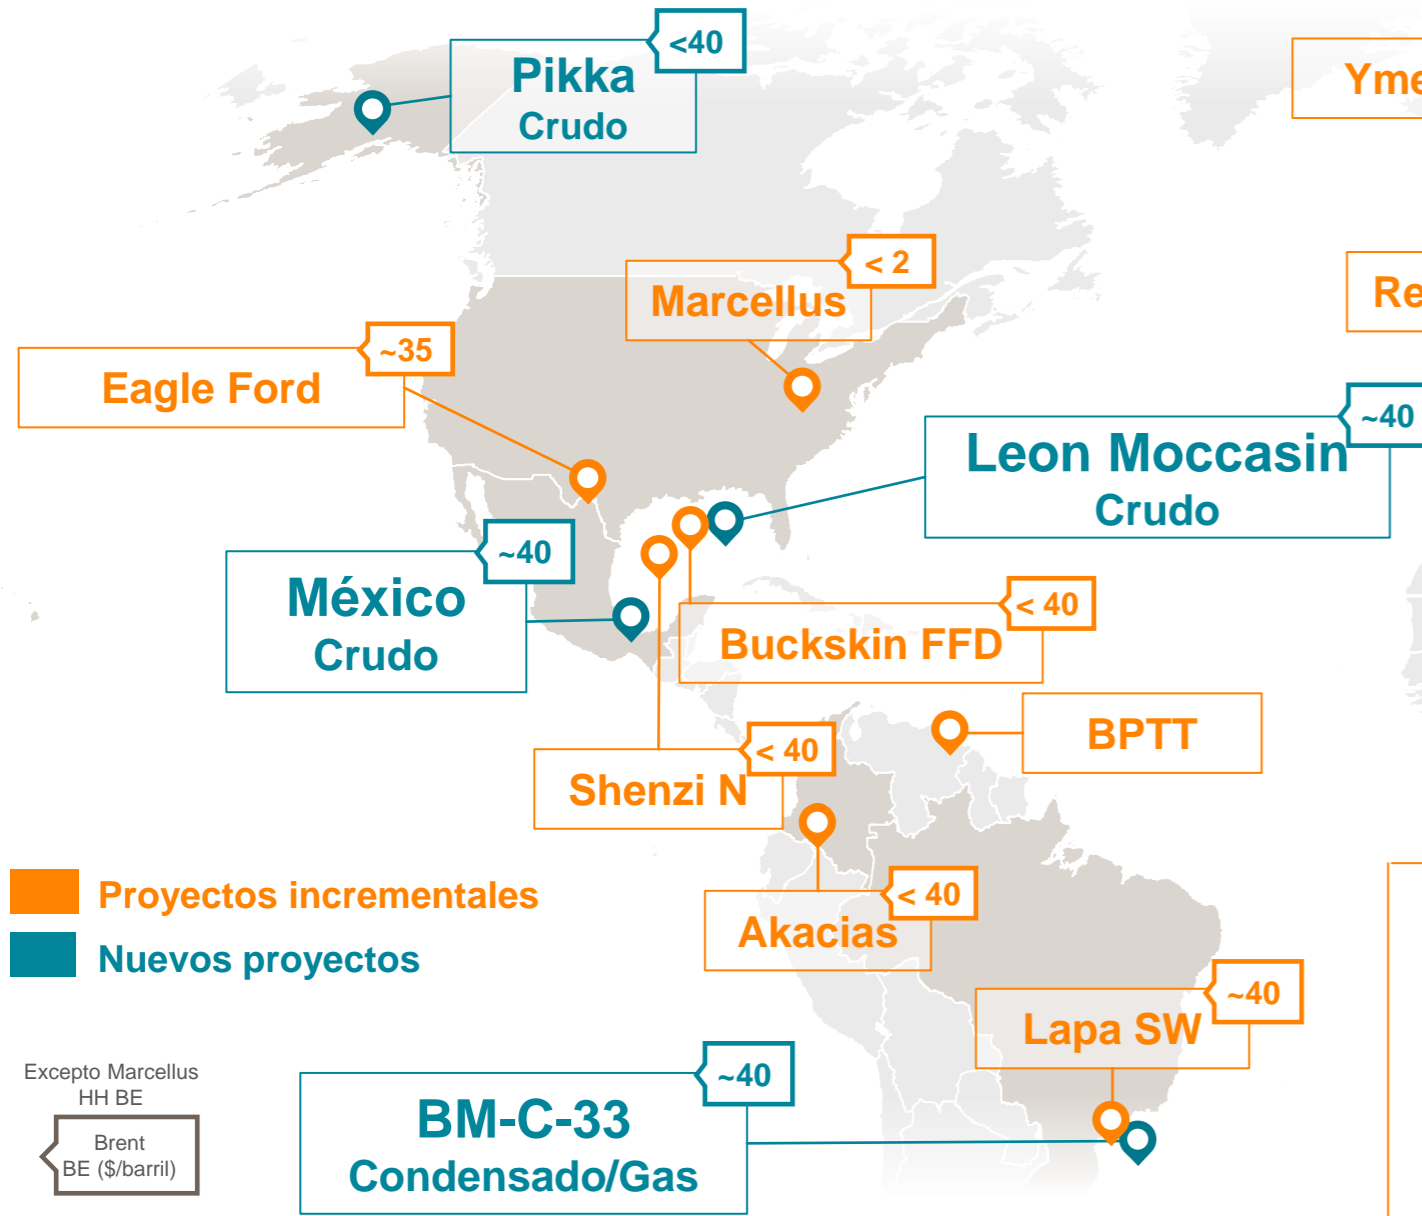 <40
Pikka
Crudo
Yme
< 2
Marcellus
Re
~35
Eagle Ford
~40
Leon Moccasin
Crudo
~40
México
Crudo
< 40
Buckskin FFD
BPTT
< 40
Shenzi N
< 40
Akacias
Proyectos incrementales
Nuevos proyectos
~40
Lapa SW
Excepto Marcellus
HH BE
Brent
BE ($/barril)
~40
BM-C-33
Condensado/Gas